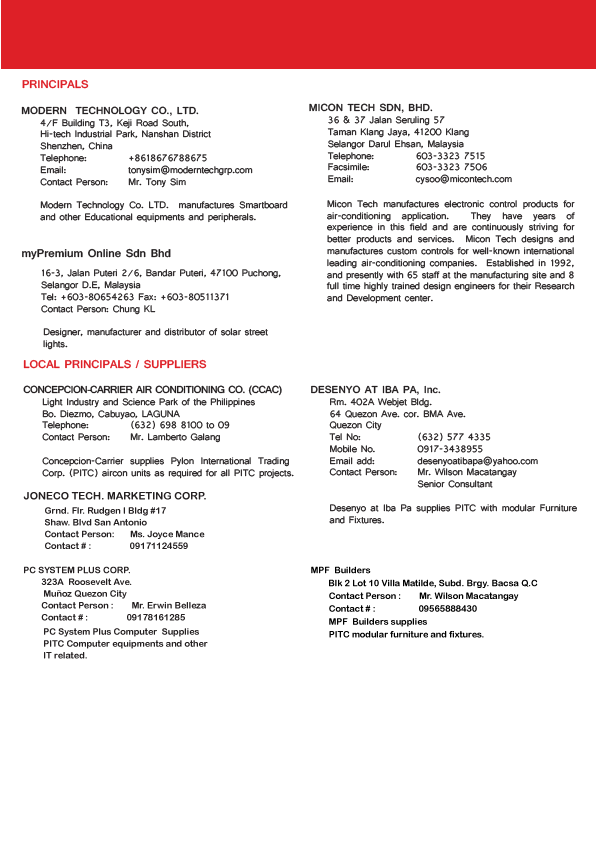 PRINCIPALS
MODERN TECHNOLOGY CO., LTD.
4/F Building T3, Keji Road South,
Hi-tech Industrial Park, Nanshan District
Shenzhen, China
Telephone: +8618676788675
Email: tonysim@moderntechgrp.com
Contact Person: Mr. Tony Sim
Modern Technology Co. LTD. manufactures Smartboard
and other Educational equipments and peripherals.
myPremium Online Sdn Bhd
16-3, Jalan Puteri 2/6, Bandar Puteri, 47100 Puchong,
Selangor D.E, Malaysia
Tel: +603-80654263 Fax: +603-80511371
Contact Person: Chung KL
Designer, manufacturer and distributor of solar street
lights.
MICON TECH SDN, BHD.
36 & 37 Jalan Seruling 57
Taman Klang Jaya, 41200 Klang
Selangor Darul Ehsan, Malaysia
Telephone: 603-3323 7515
Facsimile: 603-3323 7506
Email: cysoo@micontech.com
Micon Tech manufactures electronic control products for
air-conditioning application. They have years of
experience in this field and are continuously striving for
better products and services. Micon Tech designs and
manufactures custom controls for well-known international
leading air-conditioning companies. Established in 1992,
and presently with 65 staff at the manufacturing site and 8
full time highly trained design engineers for their Research
and Development center.
LOCAL PRINCIPALS / SUPPLIERS
CONCEPCION-CARRIER AIR CONDITIONING CO. (CCAC)
Light Industry and Science Park of the Philippines
Bo. Diezmo, Cabuyao, LAGUNA
Telephone: (632) 698 8100 to 09
Contact Person: Mr. Lamberto Galang
Concepcion-Carrier supplies Pylon International Trading
Corp. (PITC) aircon units as required for all PITC projects.
JONECO TECH. MARKETING CORP.
Grnd. Flr. Rudgen I Bldg #17
Shaw. Blvd San Antonio
Contact Person: Ms. Joyce Mance
Contact # : 09171124559
PC SYSTEM PLUS CORP.
323A Roosevelt Ave.
Muñoz Quezon City
Contact Person : Mr. Erwin Belleza
Contact # : 09178161285
PC System Plus Computer Supplies
PITC Computer equipments and other
IT related.
DESENYO AT IBA PA, Inc.
Rm. 402A Webjet Bldg.
64 Quezon Ave. cor. BMA Ave.
Quezon City
Tel No: (632) 577 4335
Mobile No. 0917-3438955
Email add: desenyoatibapa@yahoo.com
Contact Person: Mr. Wilson Macatangay
Senior Consultant
Desenyo at Iba Pa supplies PITC with modular Furniture
and Fixtures.
MPF Builders
Blk 2 Lot 10 Villa Matilde, Subd. Brgy. Bacsa Q.C
Contact Person : Mr. Wilson Macatangay
Contact # : 09565888430
MPF Builders supplies
PITC modular furniture and fixtures.